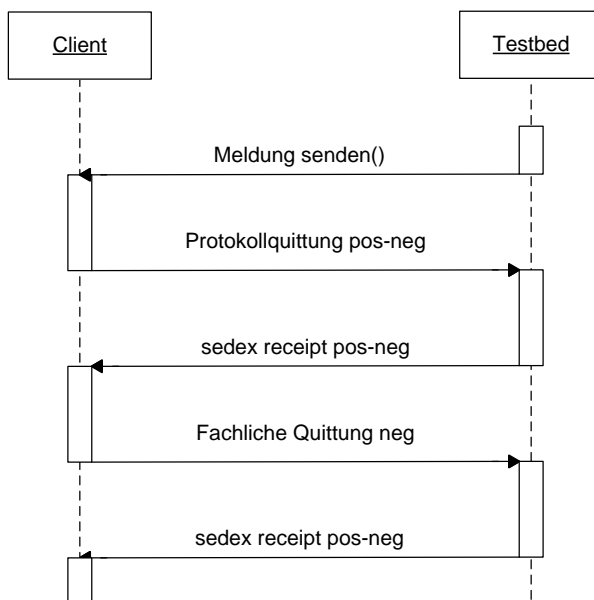 Client
Testbed
Meldung senden()
Protokollquittung pos-neg
sedex receipt pos-neg
Fachliche Quittung neg
sedex receipt pos-neg